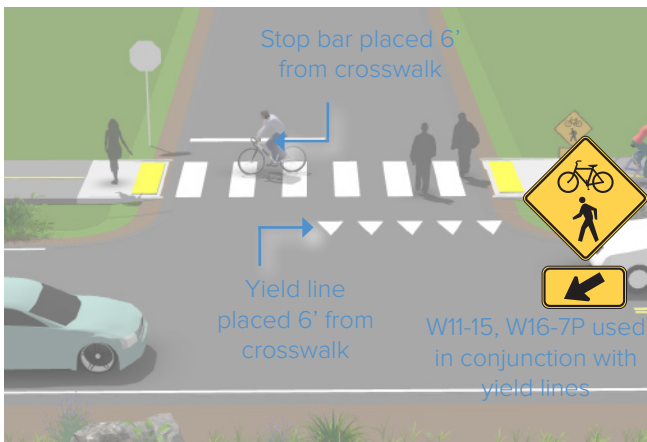 Stop bar placed 6'
from crosswalk
Yield line
placed 6' from
crosswalk
W11-15, W16-7P used
in conjunction with
yield lines